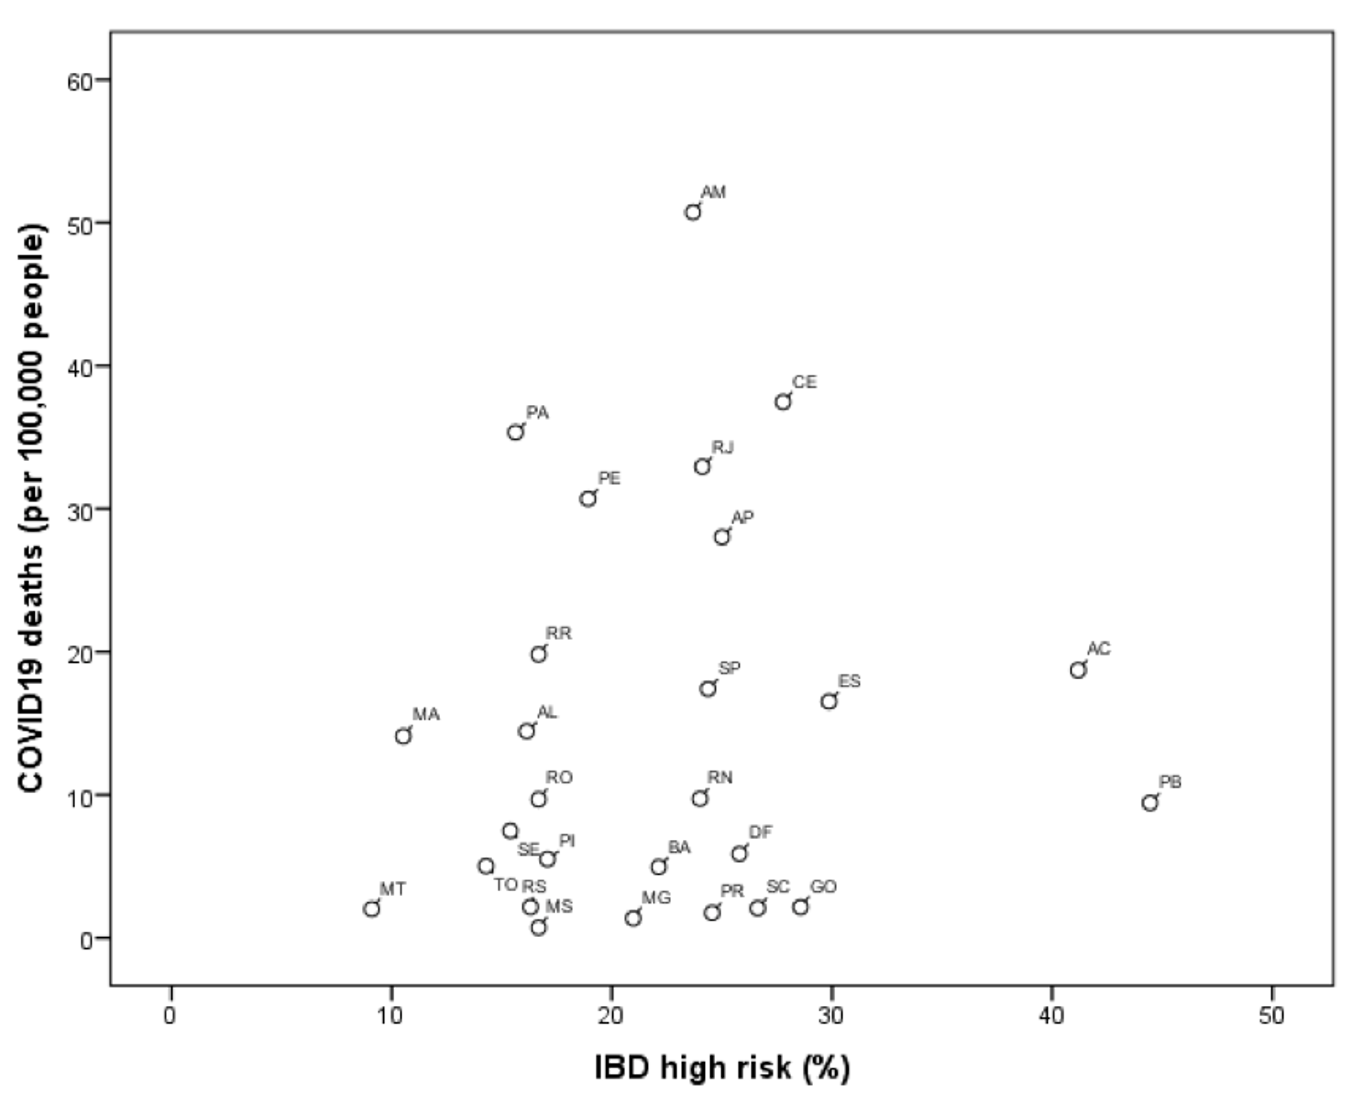 60
50
40
30
20
10
0
COVID19 deaths (per 100,000 people)
AM
CE
PA
RJ
PE
AP
RR
AC
SP
ES
MA
AL
RO
RN
PB
SE
PI
BA
DF
MT
TO
RS
MS
MG
PR
SC
GO
0 10 20 30 40 50
IBD high risk (%)